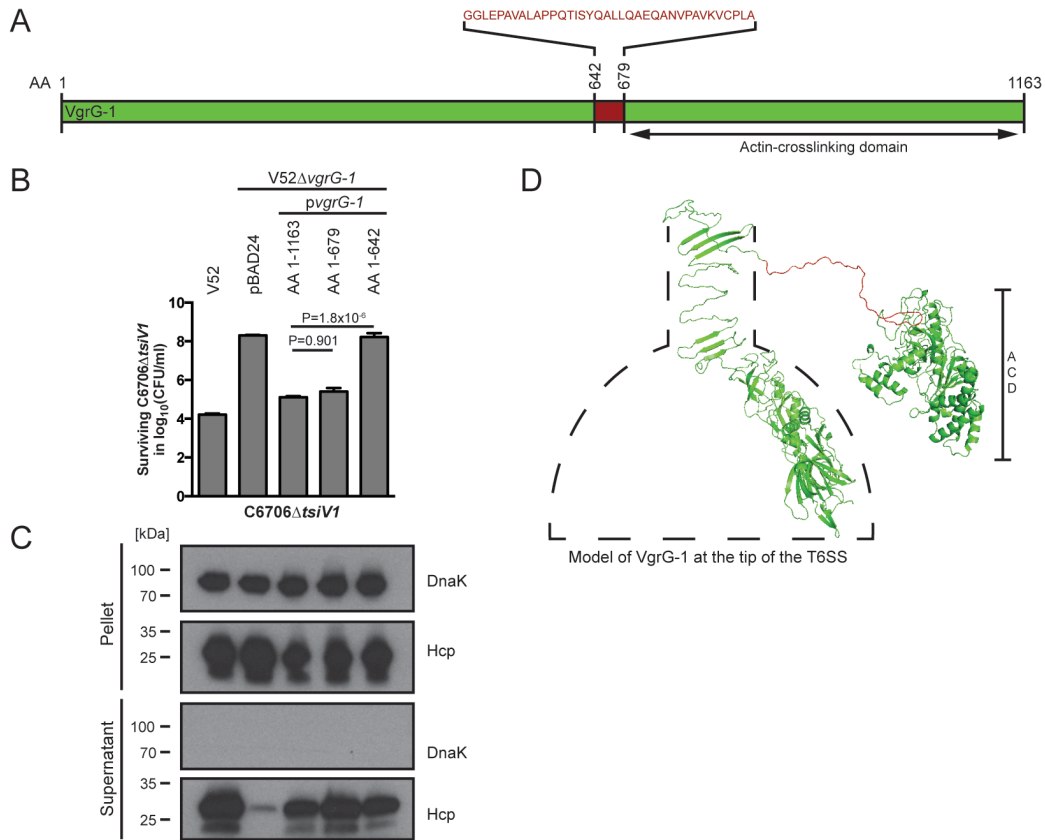 A
GGLEPAVALAPPQTISYQALLQAEQANVPAVKVCPLA
AA 1
642
679
1163
VgrG-1
Actin-crosslinking domain
B
V52ΔvgrG-1
pvgrG-1
V52
pBAD24
AA 1-1163
AA 1-679
AA 1-642
Surviving C6706ΔtsiV1
in log10(CFU/ml)
10
8
6
4
2
0
P=1.8x10-6
P=0.901
C6706ΔtsiV1
C
[kDa]
Pellet
100
70
DnaK
35
25
Hcp
Supernatant
100
70
DnaK
35
25
Hcp
D
A
C
D
Model of VgrG-1 at the tip of the T6SS